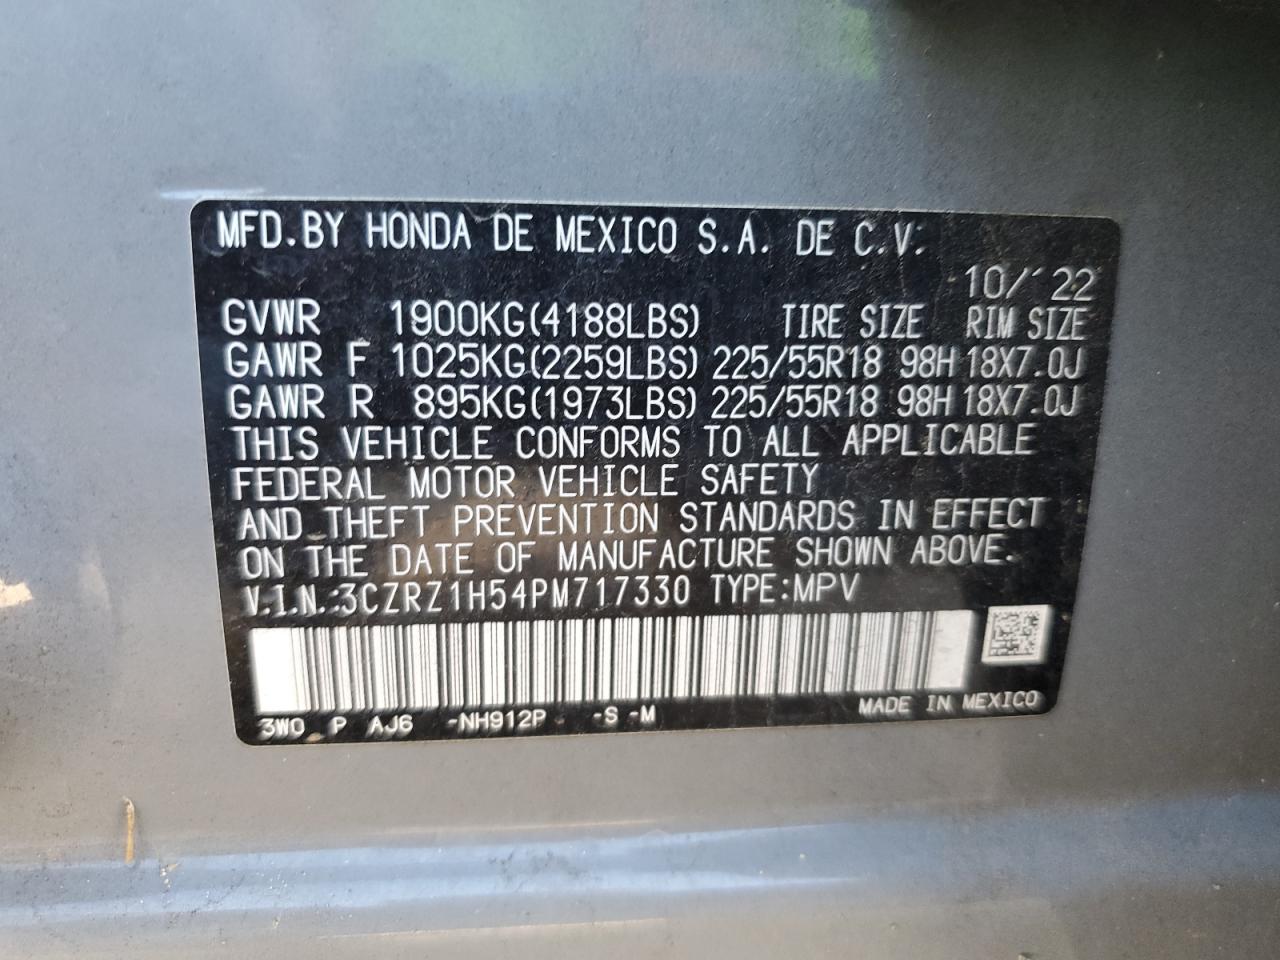 MFD.BY HONDA DE MEXICO S.A. DE C.V.
10/'22
GVWR 1900KG(4188LBS) TIRE SIZE RIM SIZE
GAWR F 1025KG(2259LBS) 225/55R18 98H 18X7.0J
GAWR R 895KG(1973LBS) 225/55R18 98H 18X7.0J
THIS VEHICLE CONFORMS TO ALL APPLICABLE
FEDERAL MOTOR VEHICLE SAFETY
AND THEFT PREVENTION STANDARDS IN EFFECT
ON THE DATE OF MANUFACTURE SHOWN ABOVE.
V.I.N.:3CZRZ1H54PM717330 TYPE:MPV
3W0 P AJ6 -NH912P -S -M MADE IN MEXICO